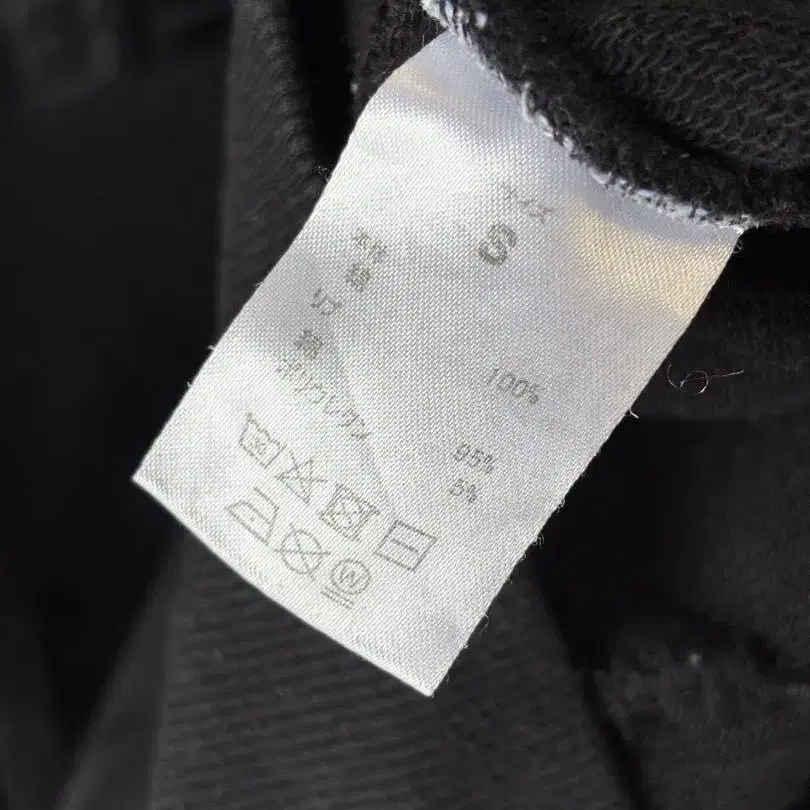 サイズ
S
本体
綿 100%
リブ
綿 95%
ポリウレタン 5%
W